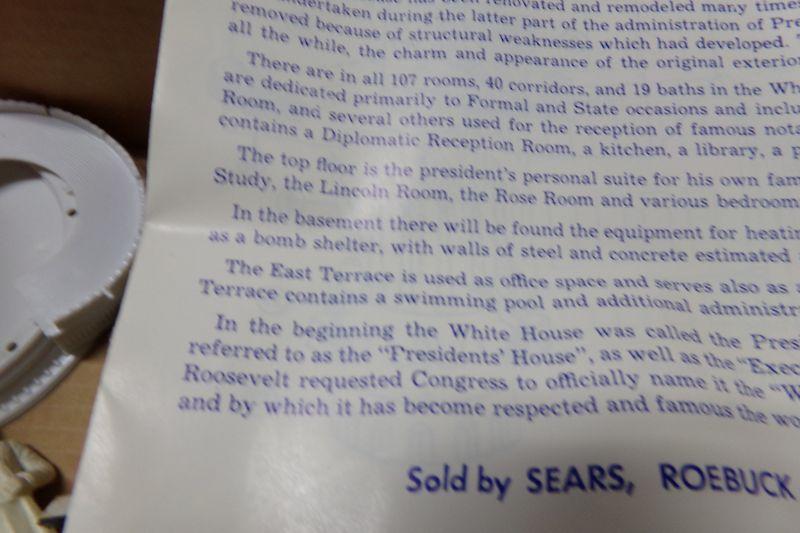 renovated and remodeled many times
undertaken during the latter part of the administration of Pre
removed because of structural weaknesses which had developed.
all the while, the charm and appearance of the original exterior
There are in all 107 rooms, 40 corridors, and 19 baths in the Wh
are dedicated primarily to Formal and State occasions and inclu
Room, and several others used for the reception of famous nota
contains a Diplomatic Reception Room, a kitchen, a library, a p
The top floor is the president's personal suite for his own fam
Study, the Lincoln Room, the Rose Room and various bedroom
In the basement there will be found the equipment for heatin
as a bomb shelter, with walls of steel and concrete estimated
The East Terrace is used as office space and serves also as a
Terrace contains a swimming pool and additional administr
In the beginning the White House was called the Presi
referred to as the "Presidents' House", as well as the "Exec
Roosevelt requested Congress to officially name it the "W
and by which it has become respected and famous the wo
Sold by SEARS, ROEBUCK